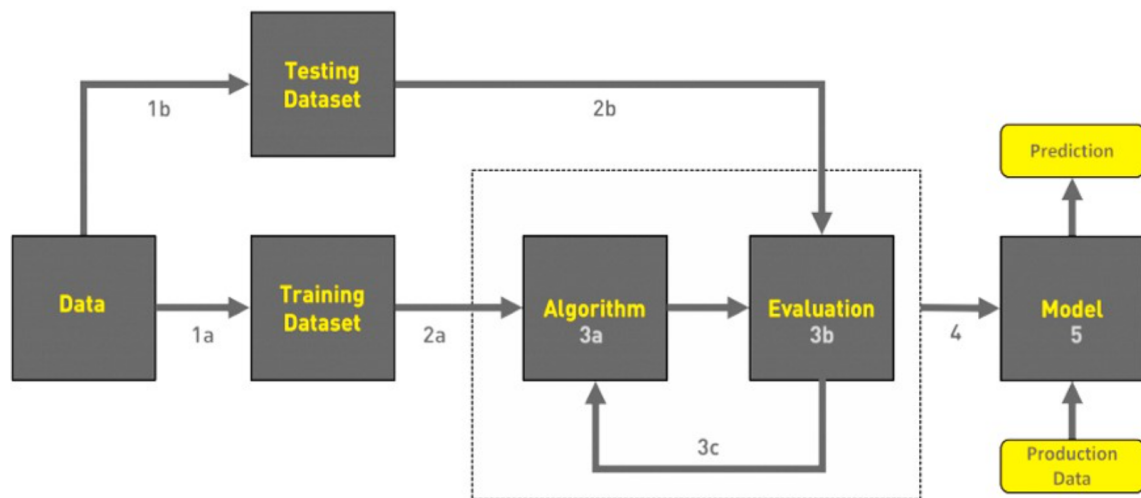 Testing
Dataset
1b
2b
Prediction
Data
1a
Training
Dataset
2a
Algorithm
3a
Evaluation
3b
4
Model
5
3c
Production
Data